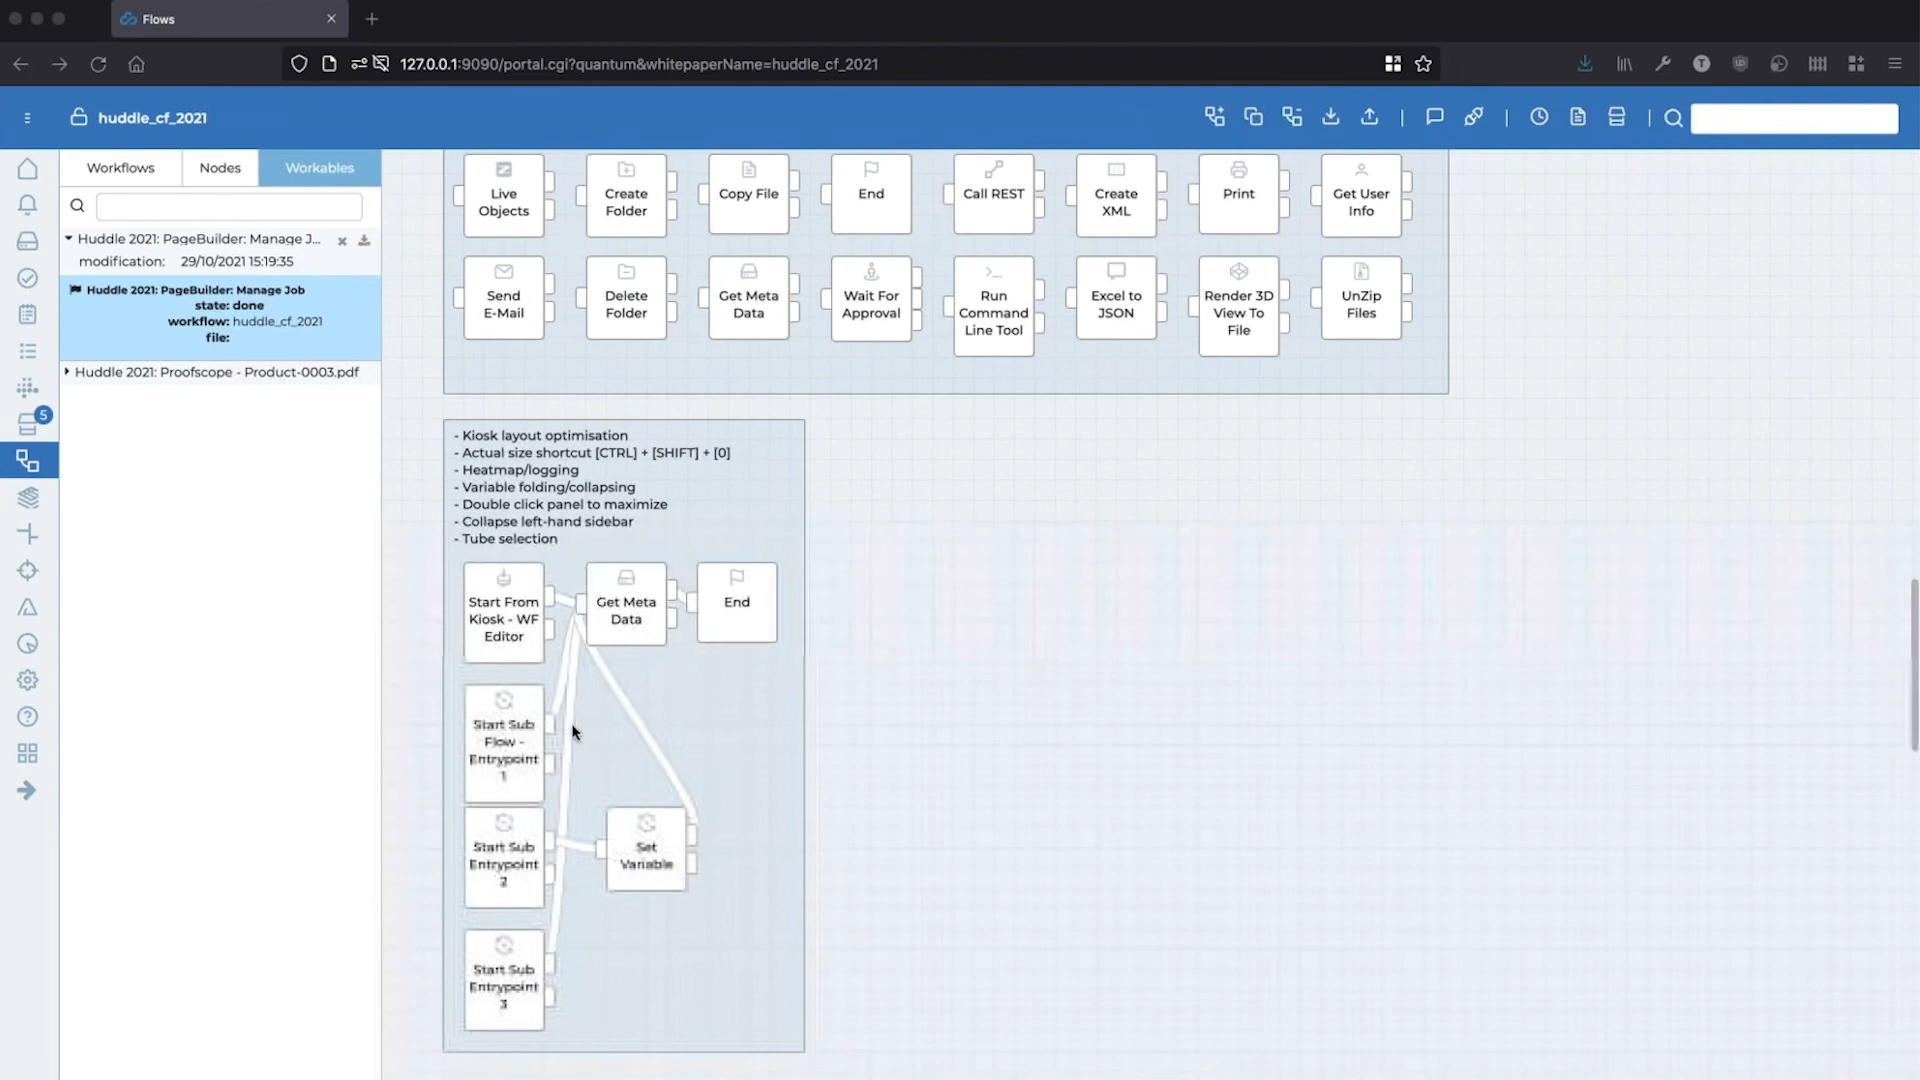 Flows
127.0.0.1:9090/portal.cgi?quantum&whitepaperName=huddle_cf_2021
huddle_cf_2021
Workflows
Nodes
Workables
Huddle 2021: PageBuilder: Manage J...
modification: 29/10/2021 15:19:35
Huddle 2021: PageBuilder: Manage Job
state: done
workflow: huddle_cf_2021
file:
Huddle 2021: Proofscope - Product-0003.pdf
5
Live
Objects
Create
Folder
Copy File
End
Call REST
Create
XML
Print
Get User
Info
Send
E-Mail
Delete
Folder
Get Meta
Data
Wait For
Approval
Run
Command
Line Tool
Excel to
JSON
Render 3D
View To
File
UnZip
Files
- Kiosk layout optimisation
- Actual size shortcut [CTRL] + [SHIFT] + [0]
- Heatmap/logging
- Variable folding/collapsing
- Double click panel to maximize
- Collapse left-hand sidebar
- Tube selection
Start From
Kiosk - WF
Editor
Get Meta
Data
End
Start Sub
Flow -
Entrypoint
1
Start Sub
Entrypoint
2
Set
Variable
Start Sub
Entrypoint
3